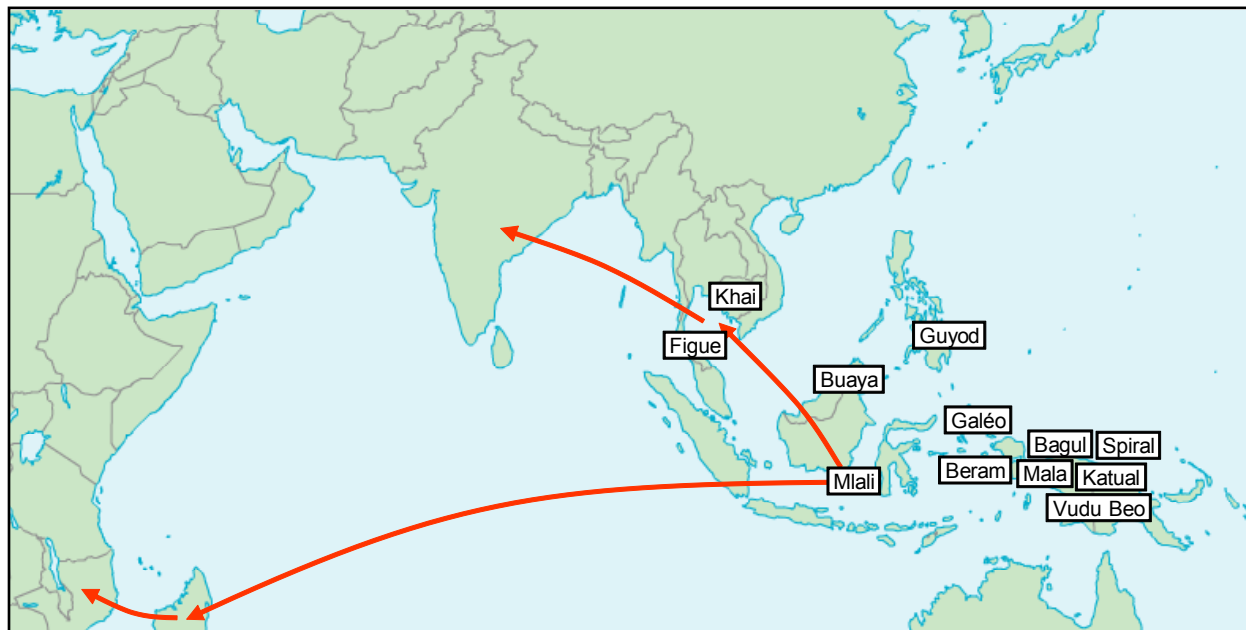 Khai
Guyod
Figue
Buaya
Galéo
Bagul
Spiral
Beram
Mala
Katual
Mlali
Vudu Beo